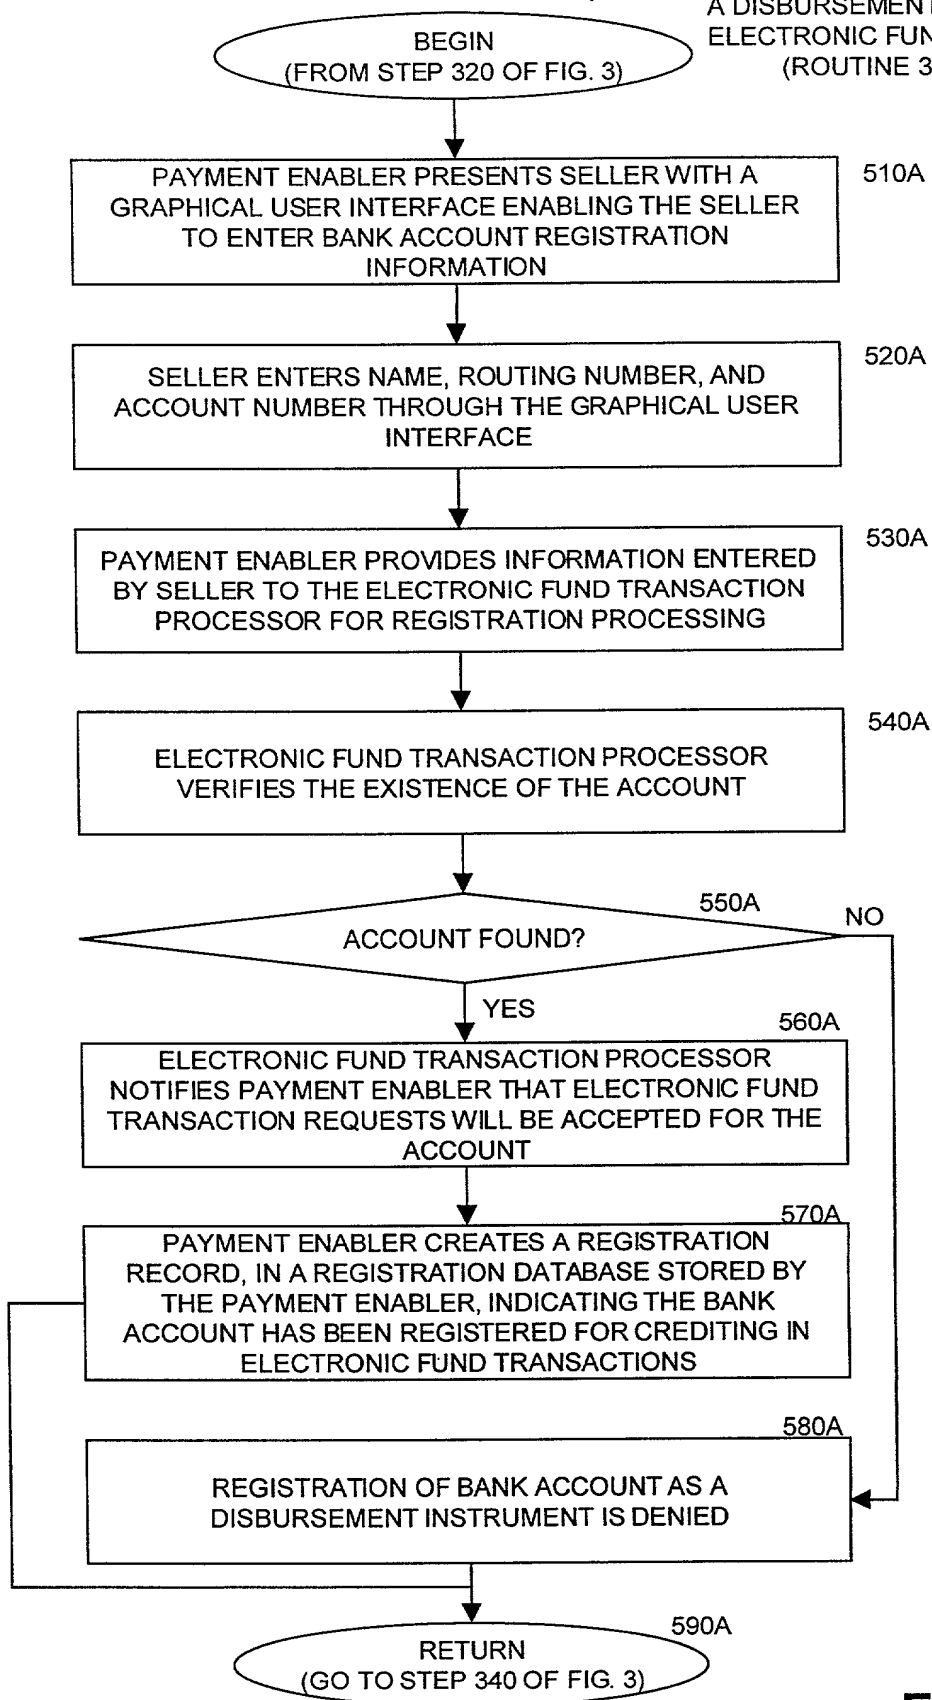 A DISBURSEMENT
ELECTRONIC FUN
(ROUTINE 3
BEGIN
(FROM STEP 320 OF FIG. 3)
510A
PAYMENT ENABLER PRESENTS SELLER WITH A
GRAPHICAL USER INTERFACE ENABLING THE SELLER
TO ENTER BANK ACCOUNT REGISTRATION
INFORMATION
520A
SELLER ENTERS NAME, ROUTING NUMBER, AND
ACCOUNT NUMBER THROUGH THE GRAPHICAL USER
INTERFACE
530A
PAYMENT ENABLER PROVIDES INFORMATION ENTERED
BY SELLER TO THE ELECTRONIC FUND TRANSACTION
PROCESSOR FOR REGISTRATION PROCESSING
540A
ELECTRONIC FUND TRANSACTION PROCESSOR
VERIFIES THE EXISTENCE OF THE ACCOUNT
550A
ACCOUNT FOUND?
NO
YES
560A
ELECTRONIC FUND TRANSACTION PROCESSOR
NOTIFIES PAYMENT ENABLER THAT ELECTRONIC FUND
TRANSACTION REQUESTS WILL BE ACCEPTED FOR THE
ACCOUNT
570A
PAYMENT ENABLER CREATES A REGISTRATION
RECORD, IN A REGISTRATION DATABASE STORED BY
THE PAYMENT ENABLER, INDICATING THE BANK
ACCOUNT HAS BEEN REGISTERED FOR CREDITING IN
ELECTRONIC FUND TRANSACTIONS
580A
REGISTRATION OF BANK ACCOUNT AS A
DISBURSEMENT INSTRUMENT IS DENIED
590A
RETURN
(GO TO STEP 340 OF FIG. 3)